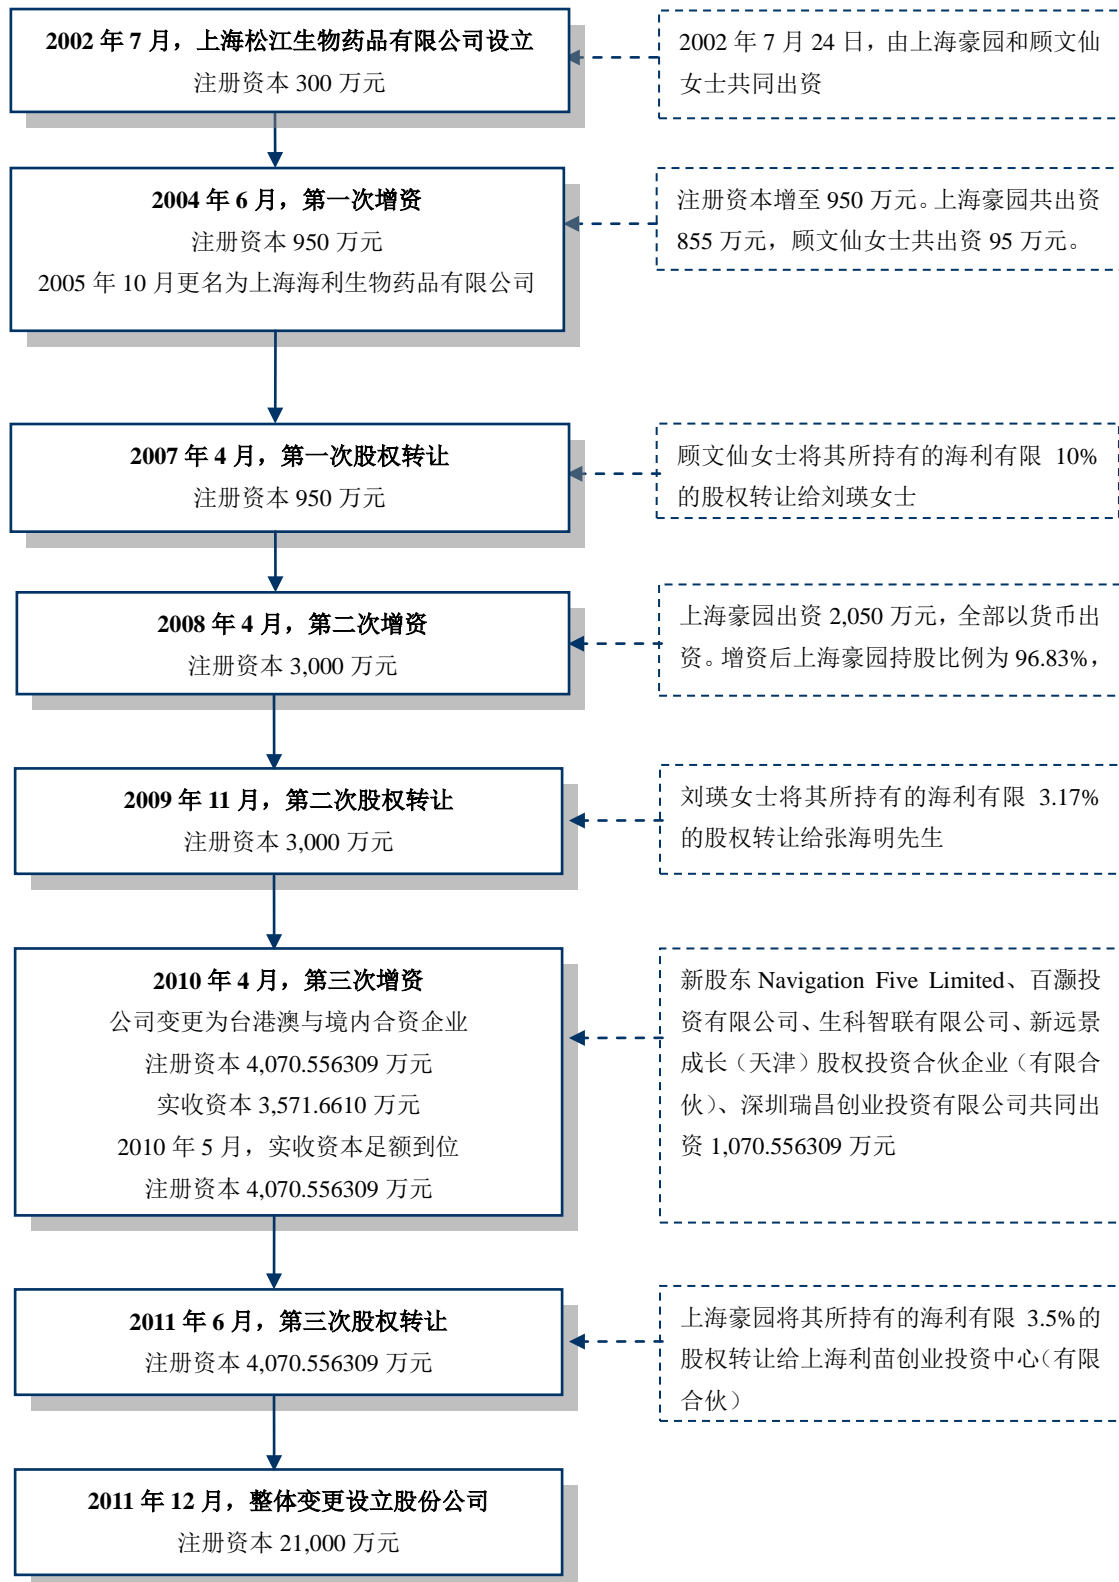 2002 年 7 月，上海松江生物药品有限公司设立
注册资本 300 万元
2002 年 7 月 24 日，由上海豪园和顾文仙
女士共同出资
2004 年 6 月，第一次增资
注册资本 950 万元
2005 年 10 月更名为上海海利生物药品有限公司
注册资本增至 950 万元。上海豪园共出资
855 万元，顾文仙女士共出资 95 万元。
2007 年 4 月，第一次股权转让
注册资本 950 万元
顾文仙女士将其所持有的海利有限 10%
的股权转让给刘瑛女士
2008 年 4 月，第二次增资
注册资本 3,000 万元
上海豪园出资 2,050 万元，全部以货币出
资。增资后上海豪园持股比例为 96.83%，
2009 年 11 月，第二次股权转让
注册资本 3,000 万元
刘瑛女士将其所持有的海利有限 3.17%
的股权转让给张海明先生
2010 年 4 月，第三次增资
公司变更为台港澳与境内合资企业
注册资本 4,070.556309 万元
实收资本 3,571.6610 万元
2010 年 5 月，实收资本足额到位
注册资本 4,070.556309 万元
新股东 Navigation Five Limited、百灏投
资有限公司、生科智联有限公司、新远景
成长（天津）股权投资合伙企业（有限合
伙）、深圳瑞昌创业投资有限公司共同出
资 1,070.556309 万元
2011 年 6 月，第三次股权转让
注册资本 4,070.556309 万元
上海豪园将其所持有的海利有限 3.5%的
股权转让给上海利苗创业投资中心（有限
合伙）
2011 年 12 月，整体变更设立股份公司
注册资本 21,000 万元